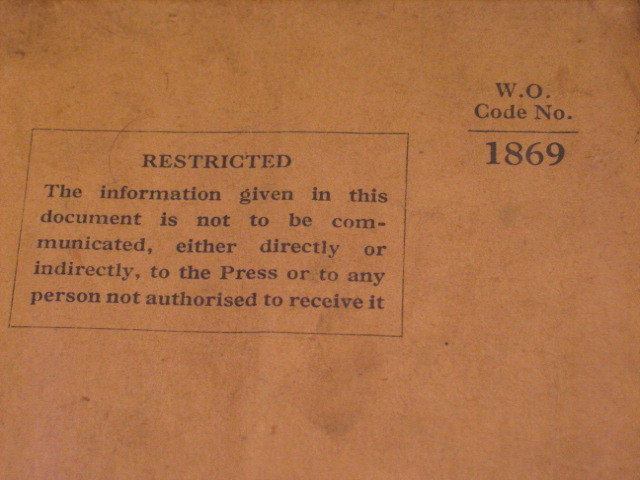 W.O.
Code No.
1869
RESTRICTED
The information given in this
document is not to be com-
municated, either directly or
indirectly, to the Press or to any
person not authorised to receive it